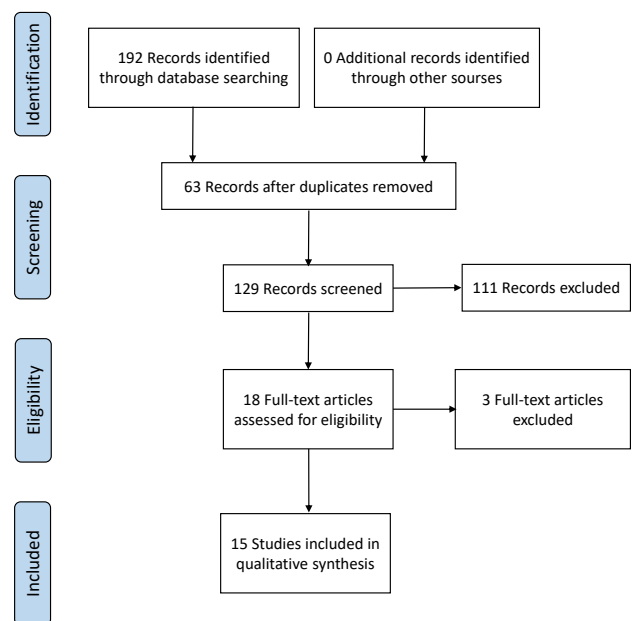 Identification
192 Records identified
through database searching
0 Additional records identified
through other sourses
63 Records after duplicates removed
Screening
129 Records screened
111 Records excluded
Eligibility
18 Full-text articles
assessed for eligibility
3 Full-text articles
excluded
Included
15 Studies included in
qualitative synthesis